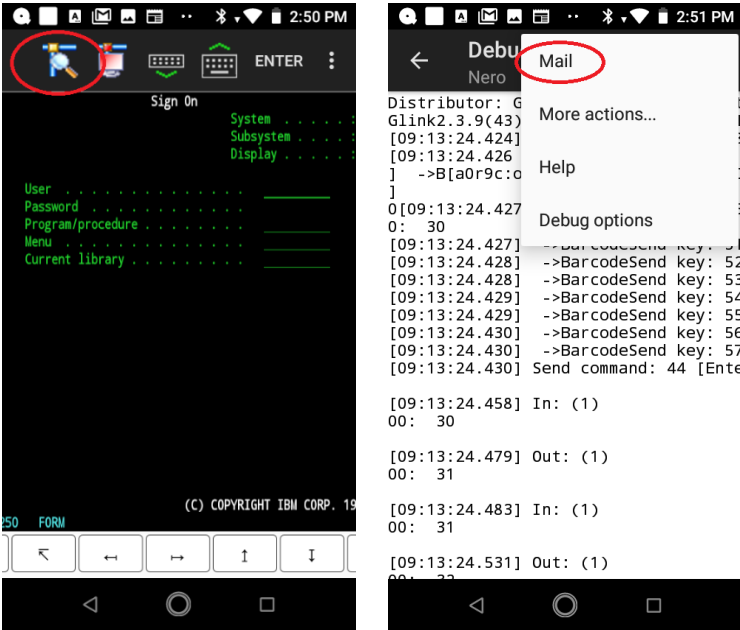 2:50 PM
ENTER
Sign On
System . . . . . :
Subsystem . . . . :
Display . . . . . :
User . . . . . . . . . . . . . .
Password . . . . . . . . . . . .
Program/procedure . . . . . . . .
Menu . . . . . . . . . . . . . .
Current library . . . . . . . . .
(C) COPYRIGHT IBM CORP. 19
250 FORM
2:51 PM
Debu
Nero
Mail
More actions...
Help
Debug options
Distributor: G
Glink2.3.9(43)
[09:13:24.424]
[09:13:24.426
] ->B[a0r9c:o
]
0[09:13:24.427
0: 30
[09:13:24.427] ->BarcodeSend key: 51
[09:13:24.428] ->BarcodeSend key: 52
[09:13:24.428] ->BarcodeSend key: 53
[09:13:24.429] ->BarcodeSend key: 54
[09:13:24.429] ->BarcodeSend key: 55
[09:13:24.430] ->BarcodeSend key: 56
[09:13:24.430] ->BarcodeSend key: 57
[09:13:24.430] Send command: 44 [Ente
[09:13:24.458] In: (1)
00: 30
[09:13:24.479] Out: (1)
00: 31
[09:13:24.483] In: (1)
00: 31
[09:13:24.531] Out: (1)
00: 32